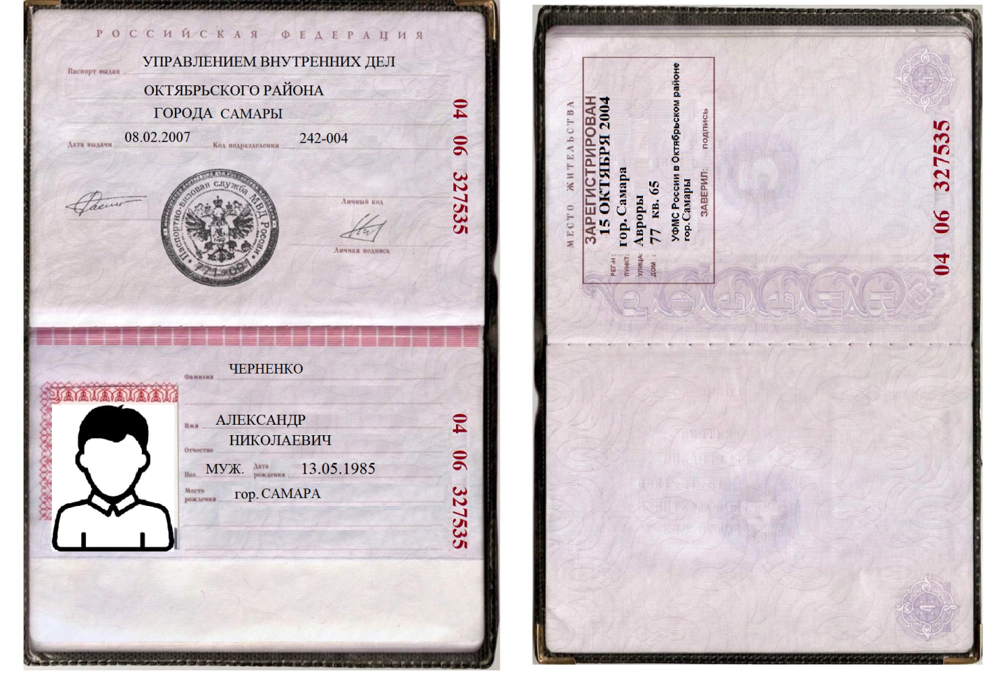 РОССИЙСКАЯ ФЕДЕРАЦИЯ
Паспорт выдан УПРАВЛЕНИЕМ ВНУТРЕННИХ ДЕЛ
ОКТЯБРЬСКОГО РАЙОНА
ГОРОДА САМАРЫ
Дата выдачи 08.02.2007 Код подразделения 242-004
04 06 327535
Паспортно-визовая служба МВД России
Личный код
Личная подпись
Фамилия ЧЕРНЕНКО
Имя АЛЕКСАНДР
Отчество НИКОЛАЕВИЧ
Пол МУЖ. Дата рождения 13.05.1985
Место рождения гор. САМАРА
04 06 327535
МЕСТО ЖИТЕЛЬСТВА
ЗАРЕГИСТРИРОВАН
15 ОКТЯБРЯ 2004
РЕГ-Н :
ПУНКТ: гор. Самара
УЛИЦА: Авроры
ДОМ : 77 кв. 65
УФМС России в Октябрьском районе
гор.Самары
ЗАВЕРИЛ: подпись
04 06 327535